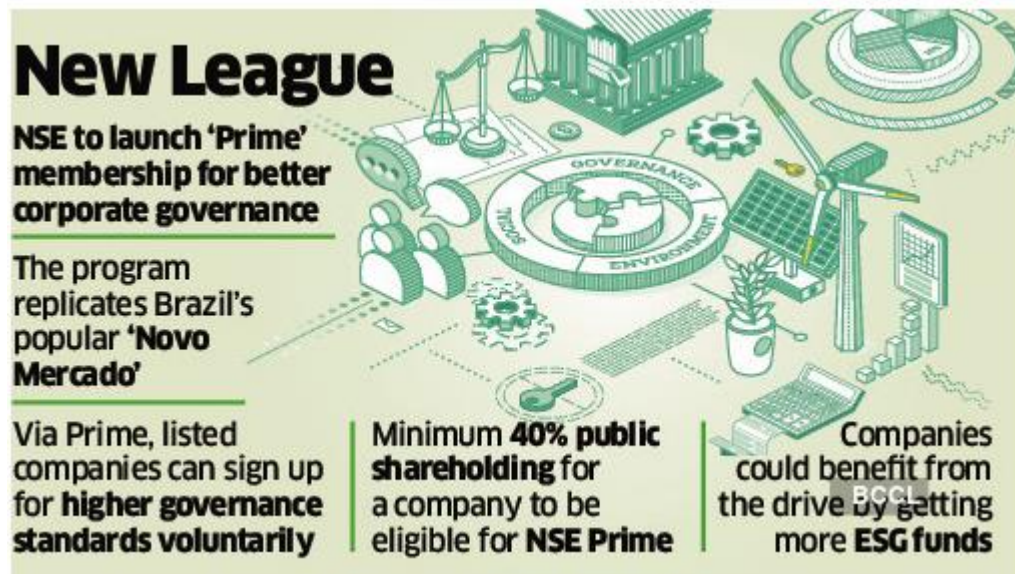 New League
NSE to launch ‘Prime’
membership for better
corporate governance
The program
replicates Brazil’s
popular ‘Novo
Mercado’
Via Prime, listed
companies can sign up
for higher governance
standards voluntarily
Minimum 40% public
shareholding for
a company to be
eligible for NSE Prime
Companies
could benefit from
the drive by getting
more ESG funds
GOVERNANCE
SOCIAL
ENVIRONMENT
BCCL